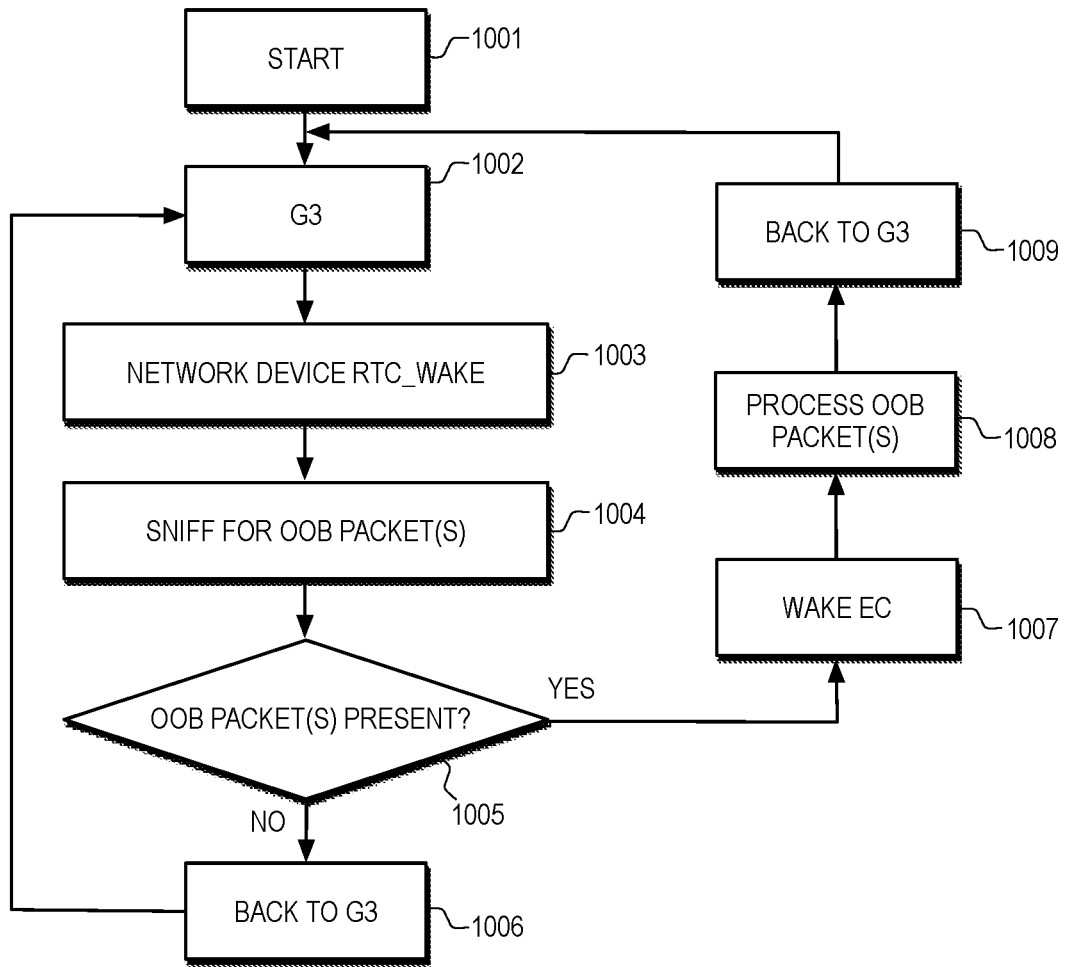 START
1001
G3
1002
NETWORK DEVICE RTC_WAKE
1003
SNIFF FOR OOB PACKET(S)
1004
OOB PACKET(S) PRESENT?
1005
YES
NO
BACK TO G3
1006
WAKE EC
1007
PROCESS OOB
PACKET(S)
1008
BACK TO G3
1009